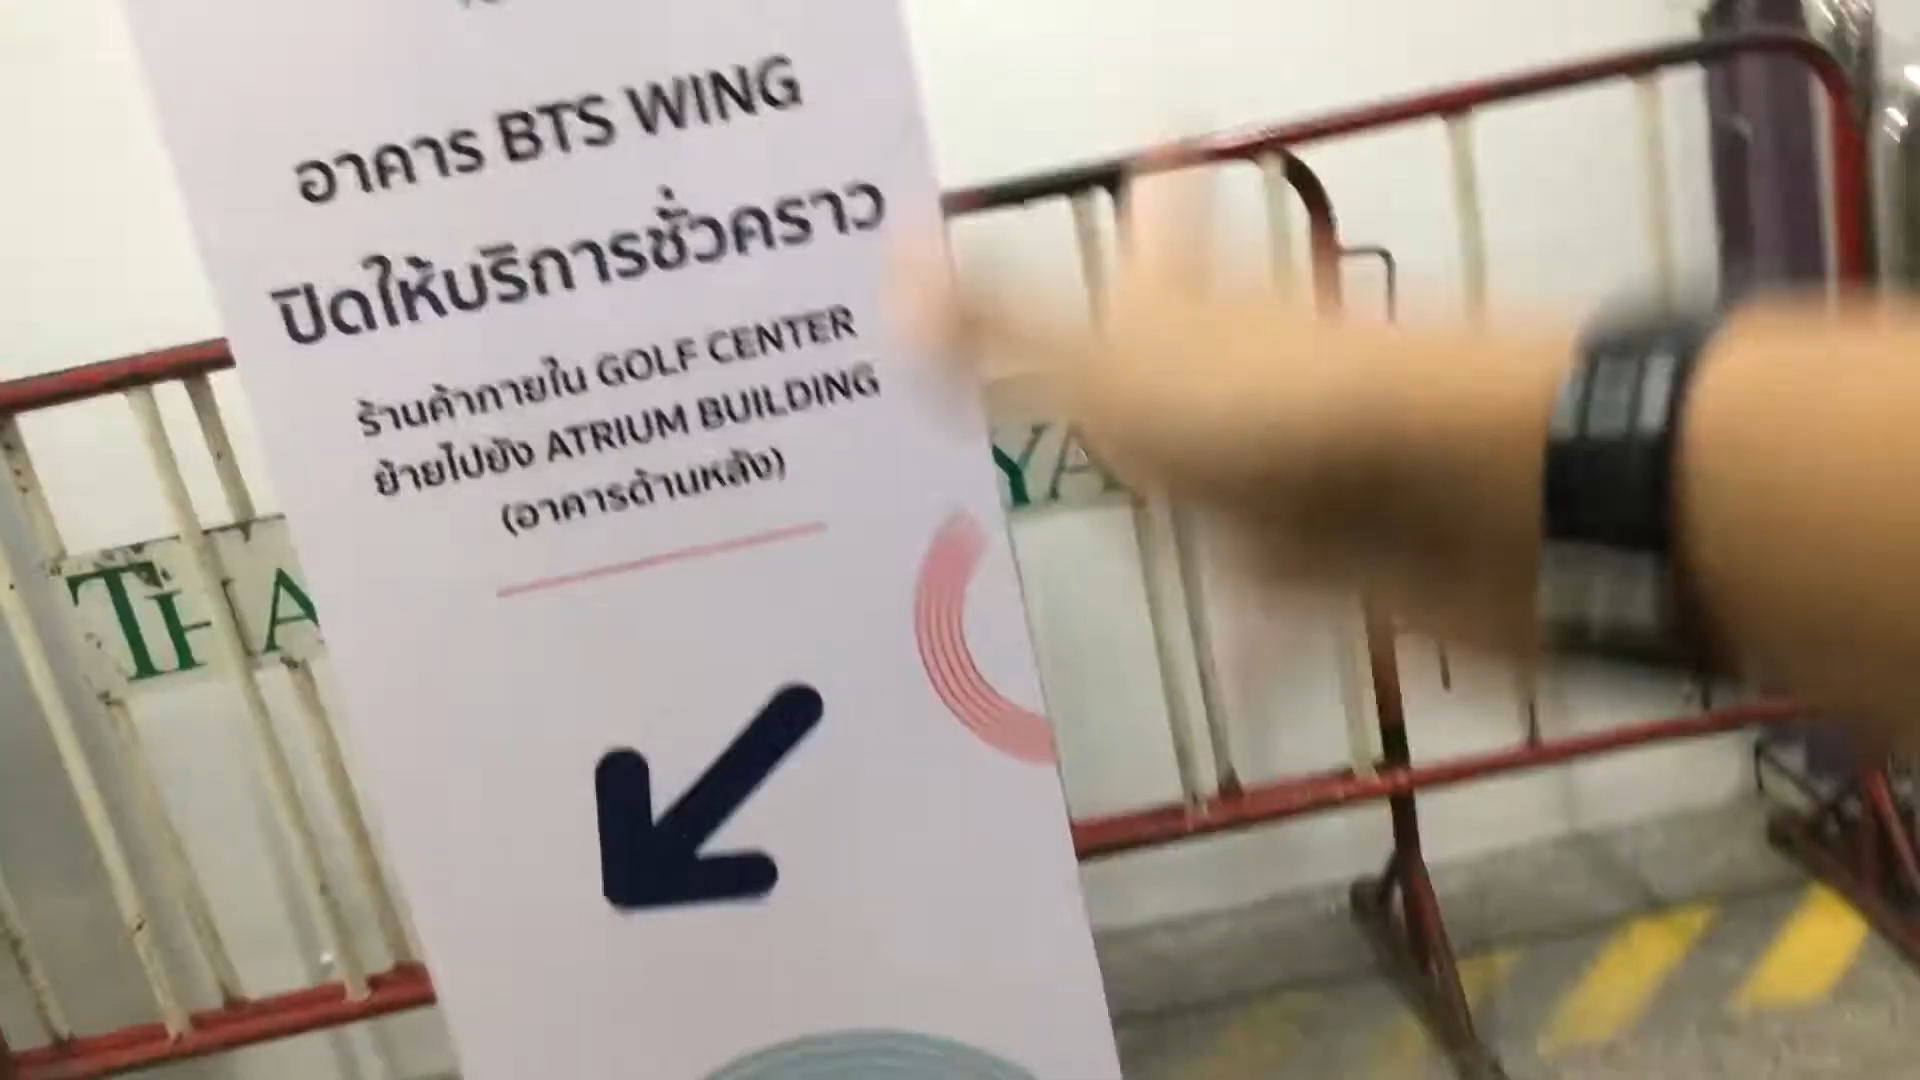 อาคาร BTS WING
ปิดให้บริการชั่วคราว
ร้านค้าภายใน GOLF CENTER
ย้ายไปยัง ATRIUM BUILDING
(อาคารด้านหลัง)
THA
YA